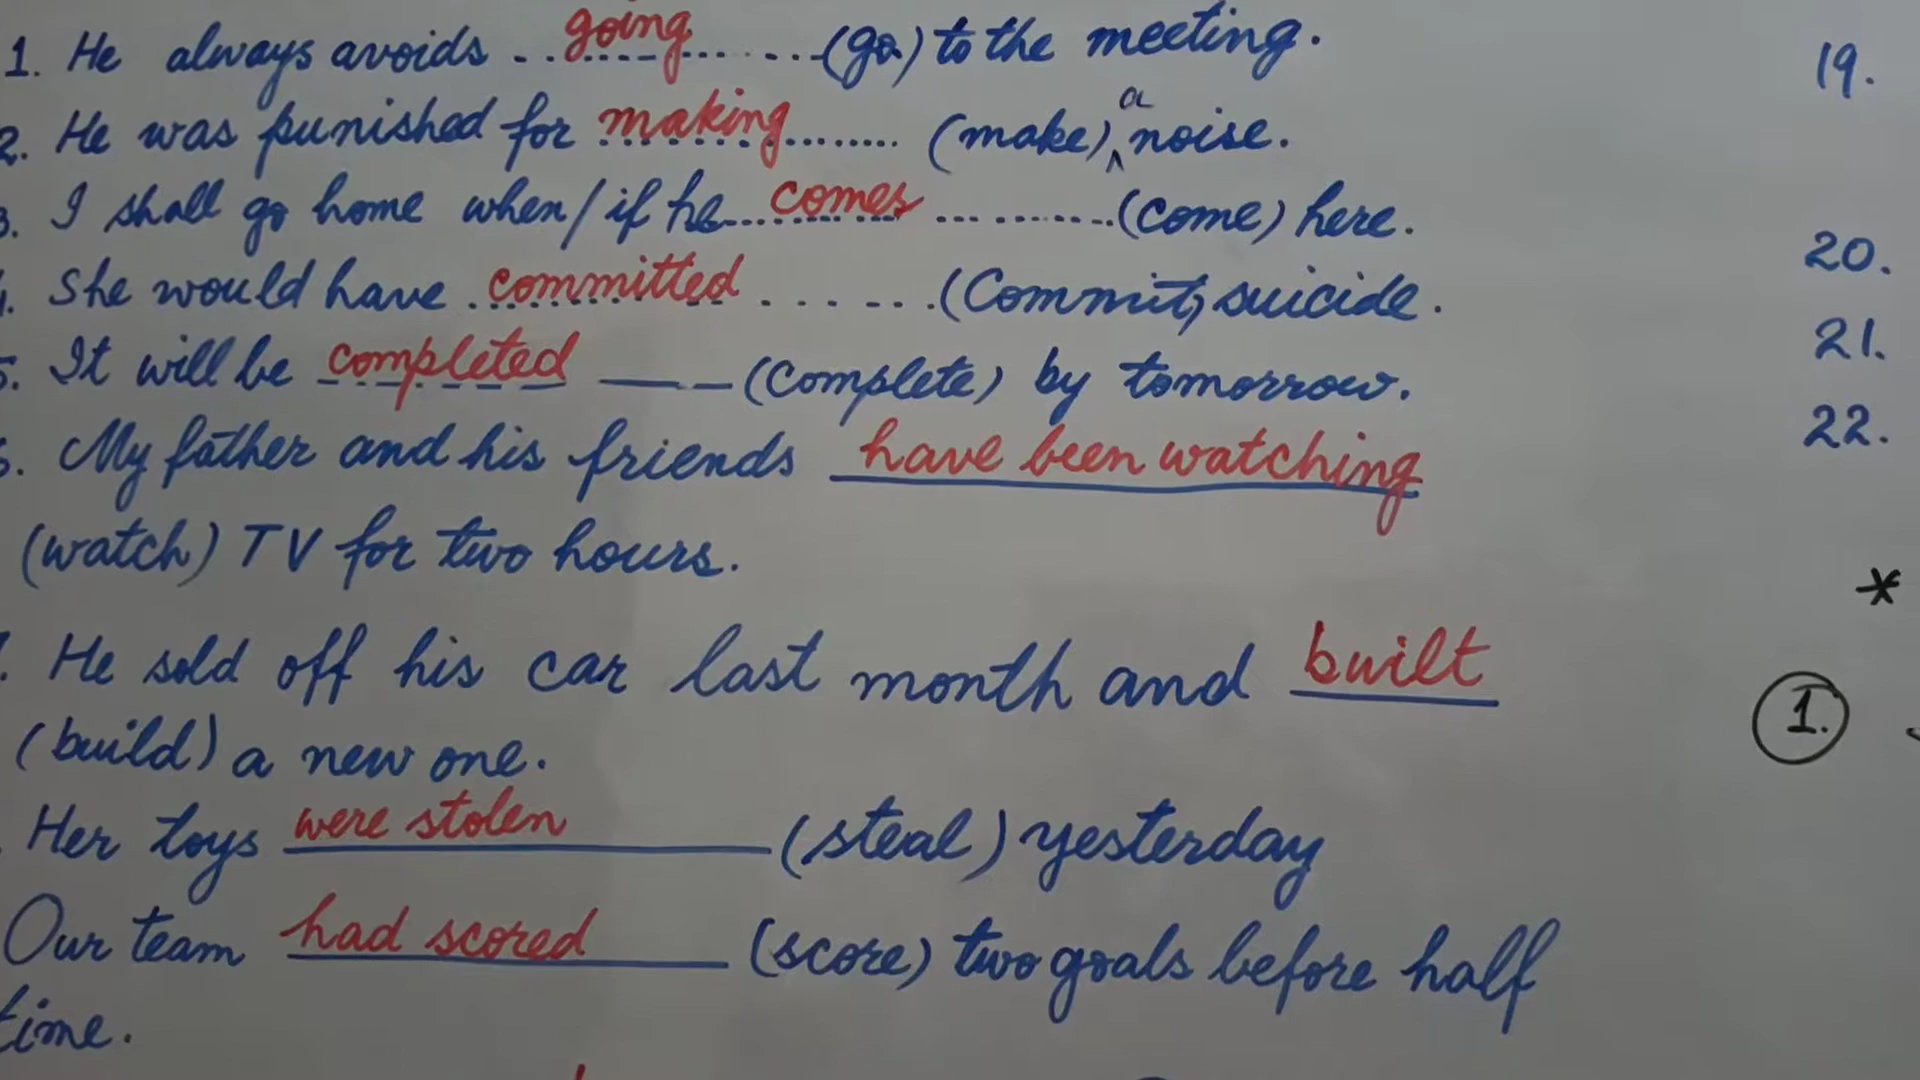 1. He always avoids going (go) to the meeting.
2. He was punished for making (make) a noise.
3. I shall go home when/if he comes (come) here.
4. She would have committed (Commit) suicide.
5. It will be completed (Complete) by tomorrow.
6. My father and his friends have been watching
(watch) TV for two hours.
. He sold off his car last month and built
(build) a new one.
. Her toys were stolen (steal) yesterday
Our team had scored (score) two goals before half
time.
19.
20.
21.
22.
*
1.